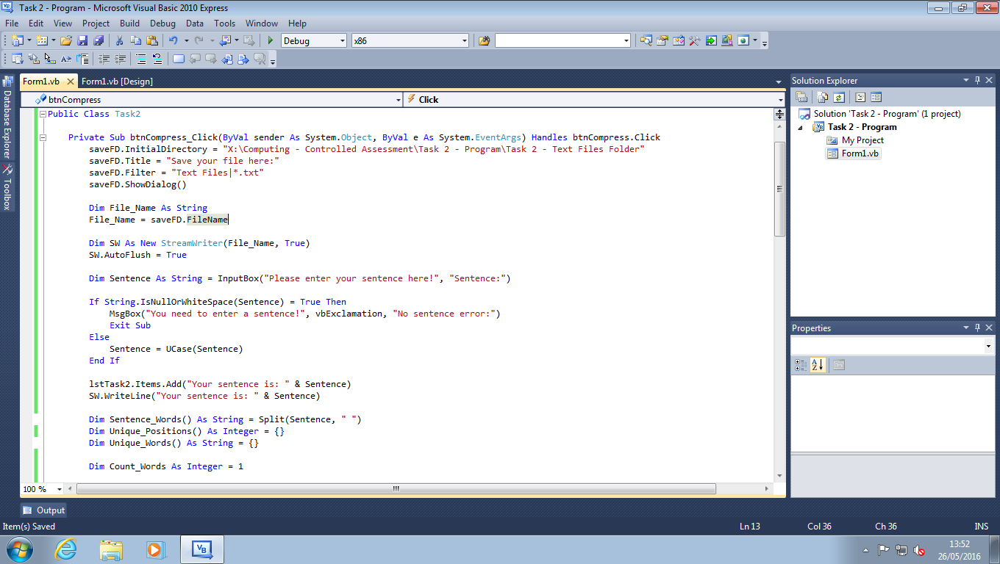 Task 2 - Program - Microsoft Visual Basic 2010 Express
File Edit View Project Build Debug Data Tools Window Help
Debug x86
Form1.vb Form1.vb [Design]
btnCompress Click
Database Explorer
Toolbox
Public Class Task2
Private Sub btnCompress_Click(ByVal sender As System.Object, ByVal e As System.EventArgs) Handles btnCompress.Click
saveFD.InitialDirectory = "X:\Computing - Controlled Assessment\Task 2 - Program\Task 2 - Text Files Folder"
saveFD.Title = "Save your file here:"
saveFD.Filter = "Text Files|*.txt"
saveFD.ShowDialog()
Dim File_Name As String
File_Name = saveFD.FileName
Dim SW As New StreamWriter(File_Name, True)
SW.AutoFlush = True
Dim Sentence As String = InputBox("Please enter your sentence here!", "Sentence:")
If String.IsNullOrWhiteSpace(Sentence) = True Then
MsgBox("You need to enter a sentence!", vbExclamation, "No sentence error:")
Exit Sub
Else
Sentence = UCase(Sentence)
End If
lstTask2.Items.Add("Your sentence is: " & Sentence)
SW.WriteLine("Your sentence is: " & Sentence)
Dim Sentence_Words() As String = Split(Sentence, " ")
Dim Unique_Positions() As Integer = {}
Dim Unique_Words() As String = {}
Dim Count_Words As Integer = 1
100 %
Solution Explorer
Solution 'Task 2 - Program' (1 project)
Task 2 - Program
My Project
Form1.vb
Properties
Output
Item(s) Saved Ln 13 Col 36 Ch 36 INS
VB
13:52
26/05/2016